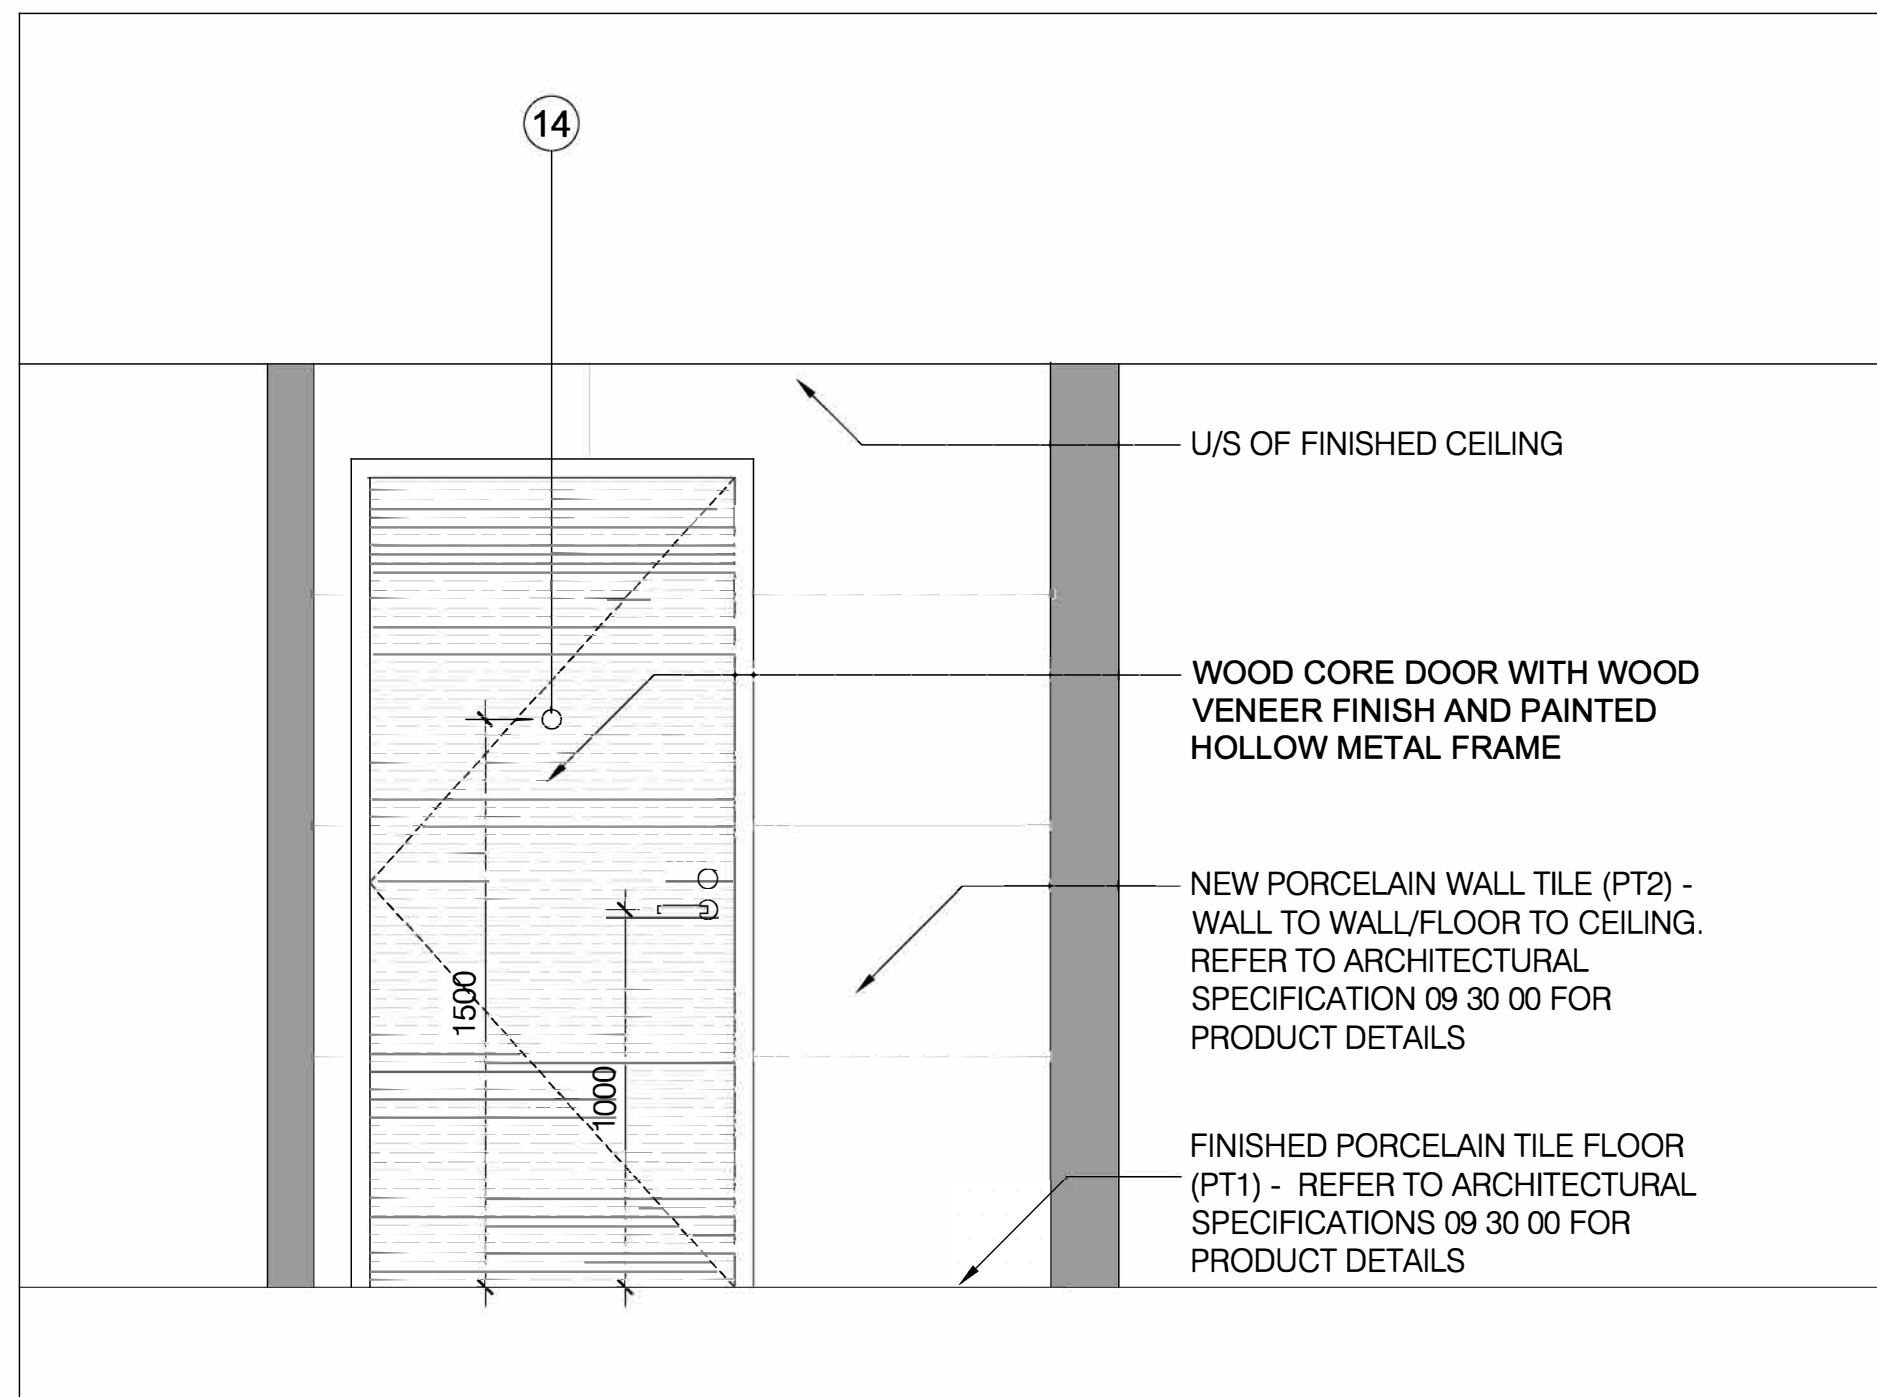 14
U/S OF FINISHED CEILING
WOOD CORE DOOR WITH WOOD
VENEER FINISH AND PAINTED
HOLLOW METAL FRAME
NEW PORCELAIN WALL TILE (PT2) -
WALL TO WALL/FLOOR TO CEILING.
REFER TO ARCHITECTURAL
SPECIFICATION 09 30 00 FOR
PRODUCT DETAILS
1500
1000
FINISHED PORCELAIN TILE FLOOR
(PT1) - REFER TO ARCHITECTURAL
SPECIFICATIONS 09 30 00 FOR
PRODUCT DETAILS